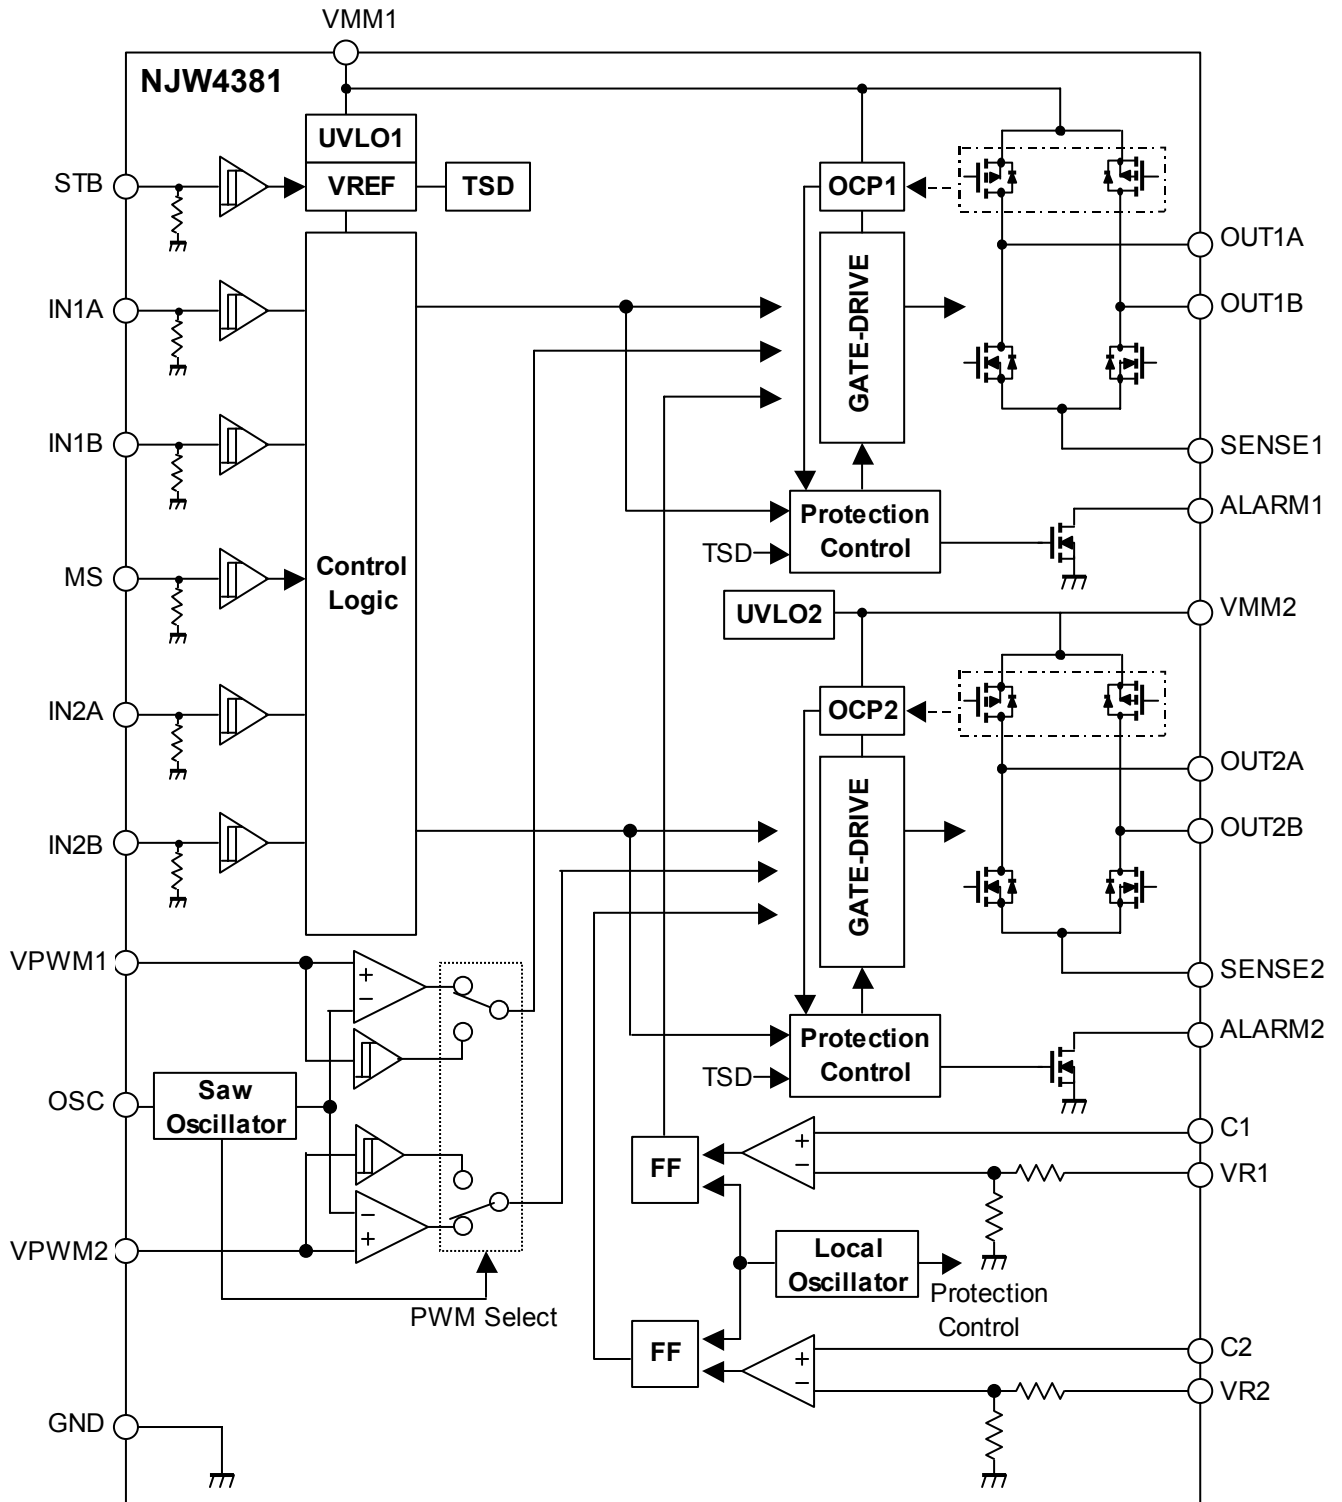 VMM1
NJW4381
UVLO1
VREF
TSD
OCP1
STB
OUT1A
IN1A
OUT1B
GATE-DRIVE
IN1B
SENSE1
ALARM1
Protection
Control
TSD
MS
Control
Logic
UVLO2
VMM2
OCP2
IN2A
OUT2A
OUT2B
IN2B
GATE-DRIVE
VPWM1
+
−
SENSE2
ALARM2
Protection
Control
TSD
OSC
Saw
Oscillator
C1
+
−
FF
VR1
−
+
VPWM2
Local
Oscillator
Protection
Control
PWM Select
C2
+
−
FF
VR2
GND